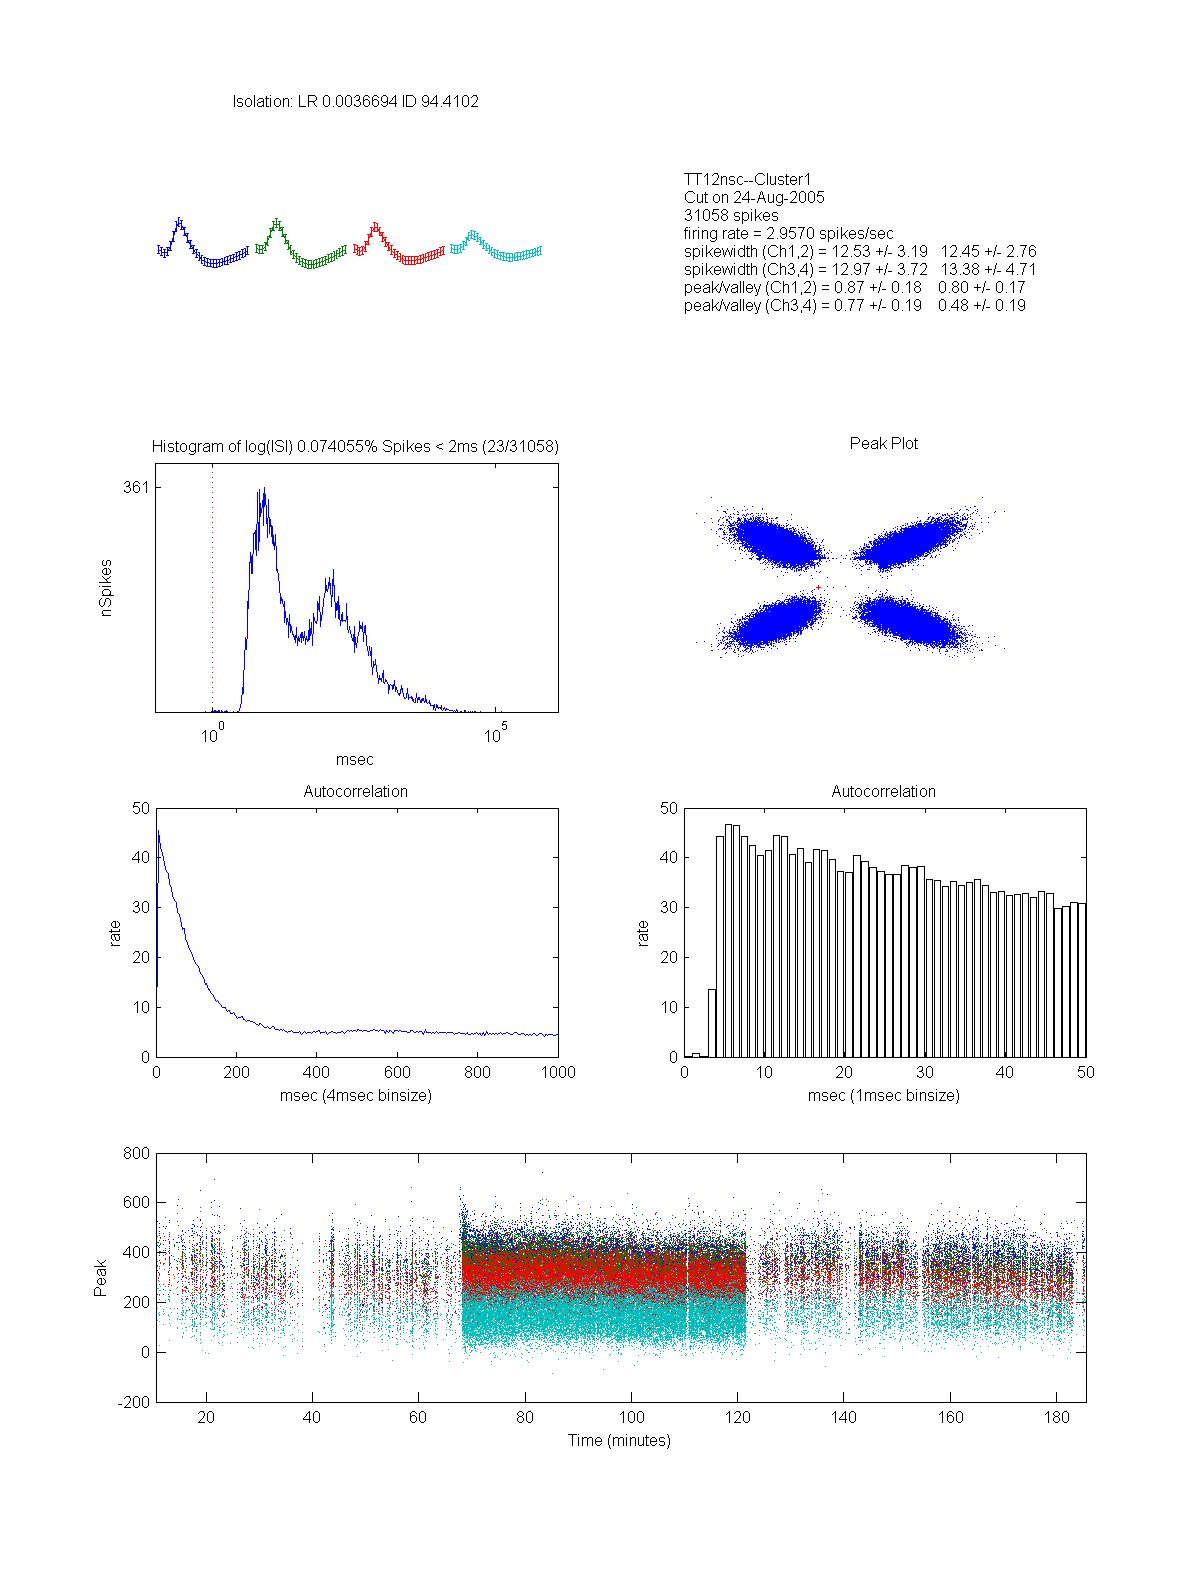 Isolation: LR 0.0036694 ID 94.4102
TT12nsc--Cluster1
Cut on 24-Aug-2005
31058 spikes
firing rate = 2.9570 spikes/sec
spikewidth (Ch1,2) = 12.53 +/- 3.19 12.45 +/- 2.76
spikewidth (Ch3,4) = 12.97 +/- 3.72 13.38 +/- 4.71
peak/valley (Ch1,2) = 0.87 +/- 0.18 0.80 +/- 0.17
peak/valley (Ch3,4) = 0.77 +/- 0.19 0.48 +/- 0.19
Histogram of log(ISI) 0.074055% Spikes < 2ms (23/31058)
361
nSpikes
10^0 10^5
msec
Peak Plot
Autocorrelation
50
40
30
20
10
0
rate
0 200 400 600 800 1000
msec (4msec binsize)
Autocorrelation
50
40
30
20
10
0
rate
0 10 20 30 40 50
msec (1msec binsize)
800
600
400
200
0
-200
Peak
20 40 60 80 100 120 140 160 180
Time (minutes)